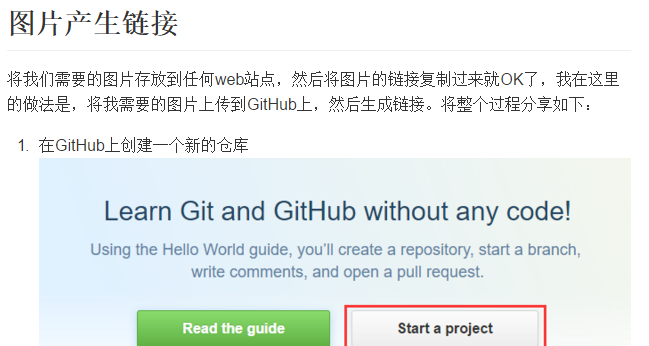 图片产生链接
将我们需要的图片存放到任何web站点，然后将图片的链接复制过来就OK了，我在这里
的做法是，将我需要的图片上传到GitHub上，然后生成链接。将整个过程分享如下：
1. 在GitHub上创建一个新的仓库
Learn Git and GitHub without any code!
Using the Hello World guide, you’ll create a repository, start a branch,
write comments, and open a pull request.
Read the guide Start a project